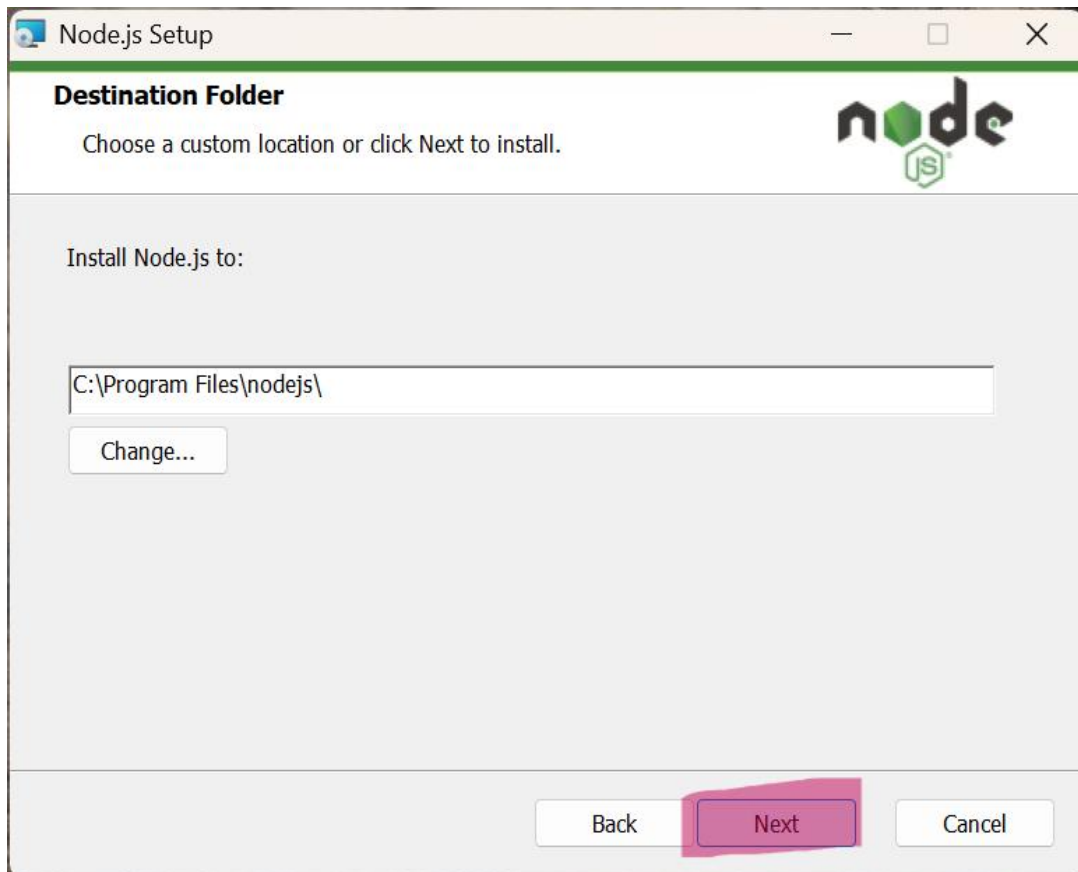 Node.js Setup
Destination Folder
Choose a custom location or click Next to install.
node
JS
Install Node.js to:
C:\Program Files\nodejs\
Change...
Back
Next
Cancel